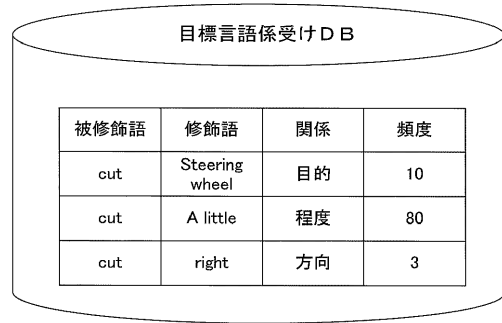 目標言語係受けＤＢ
被修飾語 修飾語 関係 頻度
cut Steering wheel 目的 10
cut A little 程度 80
cut right 方向 3